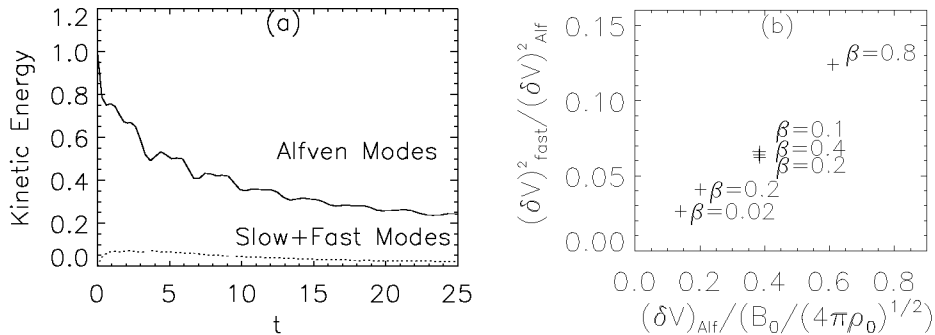 (a)
1.2
1.0
0.8
0.6
0.4
0.2
0.0
Kinetic Energy
Alfven Modes
Slow+Fast Modes
0 5 10 15 20 25
t
(b)
0.15
0.10
0.05
0.00
(δV)²fast/(δV)²Alf
β=0.8
β=0.1
β=0.4
β=0.2
β=0.2
β=0.02
0.0 0.2 0.4 0.6 0.8
(δV)Alf/(B₀/(4πρ₀)^1/2)